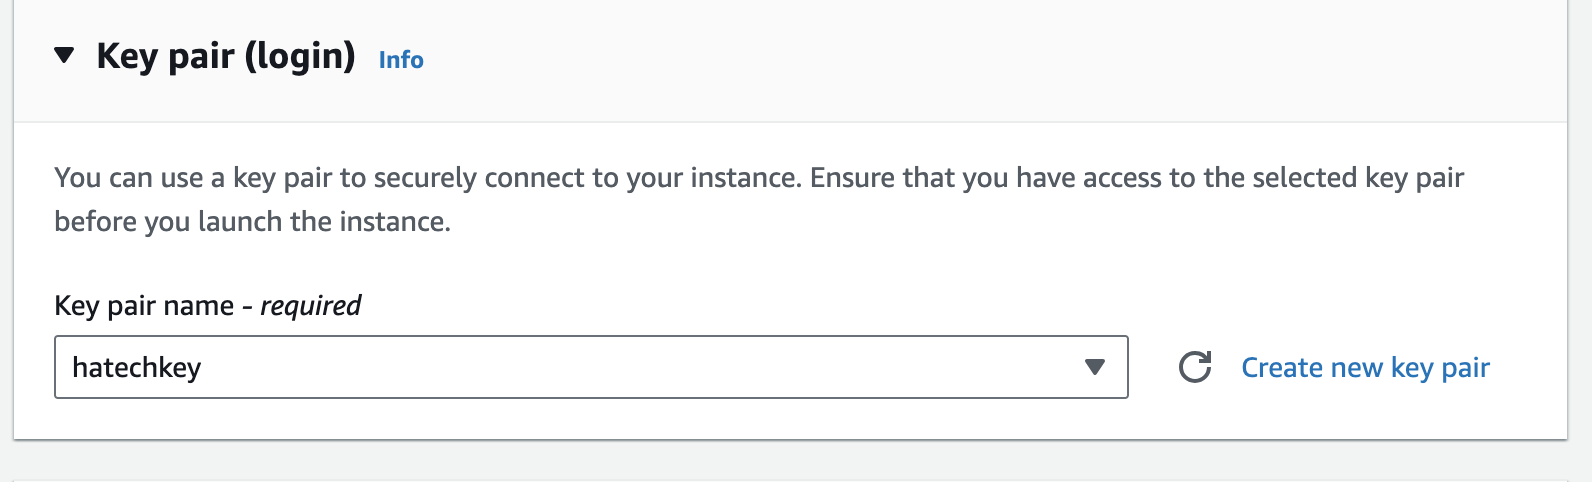 Key pair (login) Info
You can use a key pair to securely connect to your instance. Ensure that you have access to the selected key pair
before you launch the instance.
Key pair name - required
hatechkey
Create new key pair